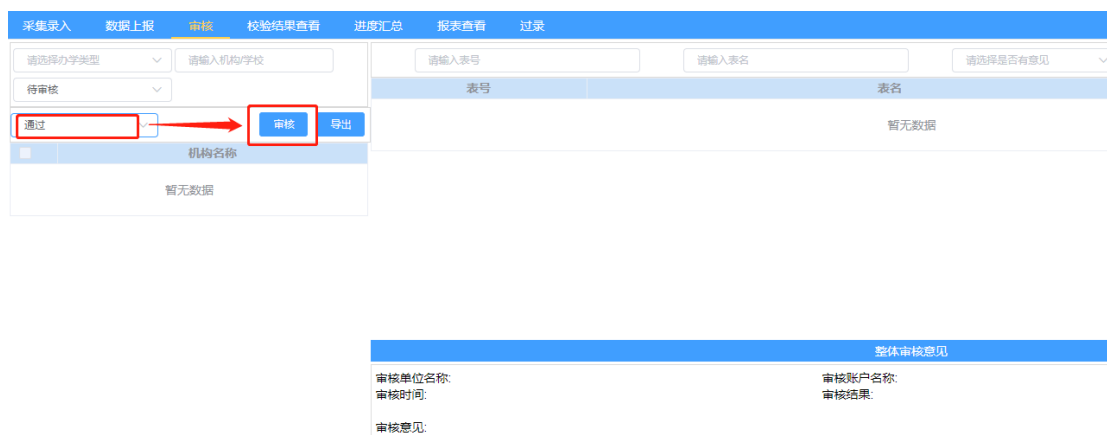 采集录入 数据上报 审核 校验结果查看 进度汇总 报表查看 过录
请选择办学类型 请输入机构/学校
待审核
通过 审核 导出
机构名称
暂无数据
请输入表号 请输入表名 请选择是否有意见
表号 表名
暂无数据
整体审核意见
审核单位名称: 审核账户名称:
审核时间: 审核结果:
审核意见: